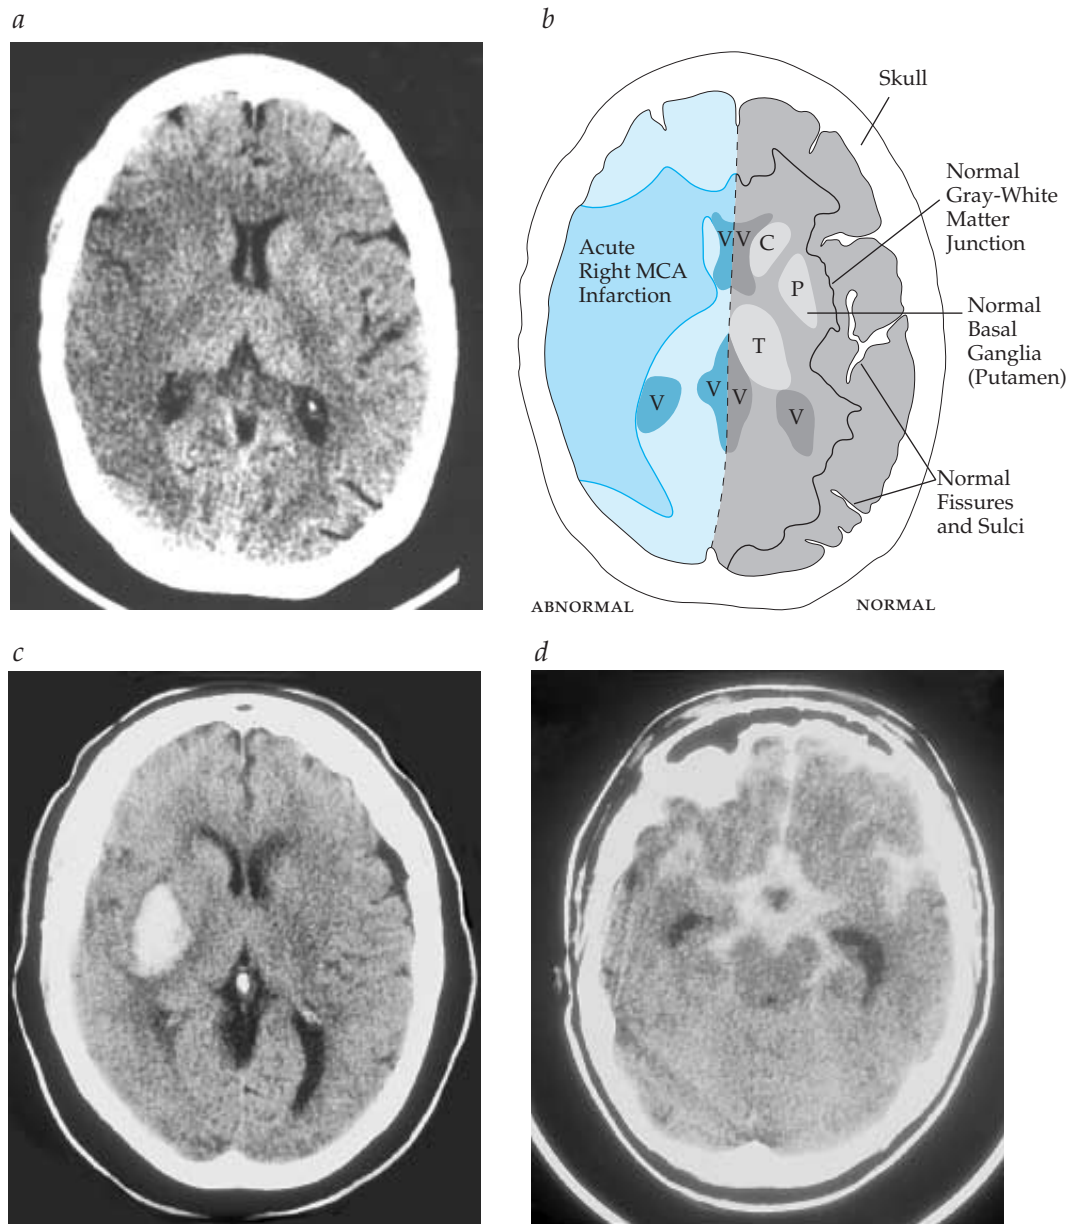 a
b
Skull
Normal
Gray-White
Matter
Junction
Acute
Right MCA
Infarction
V
V
C
P
T
Normal
Basal
Ganglia
(Putamen)
V
V
V
V
Normal
Fissures
and Sulci
ABNORMAL
NORMAL
c
d